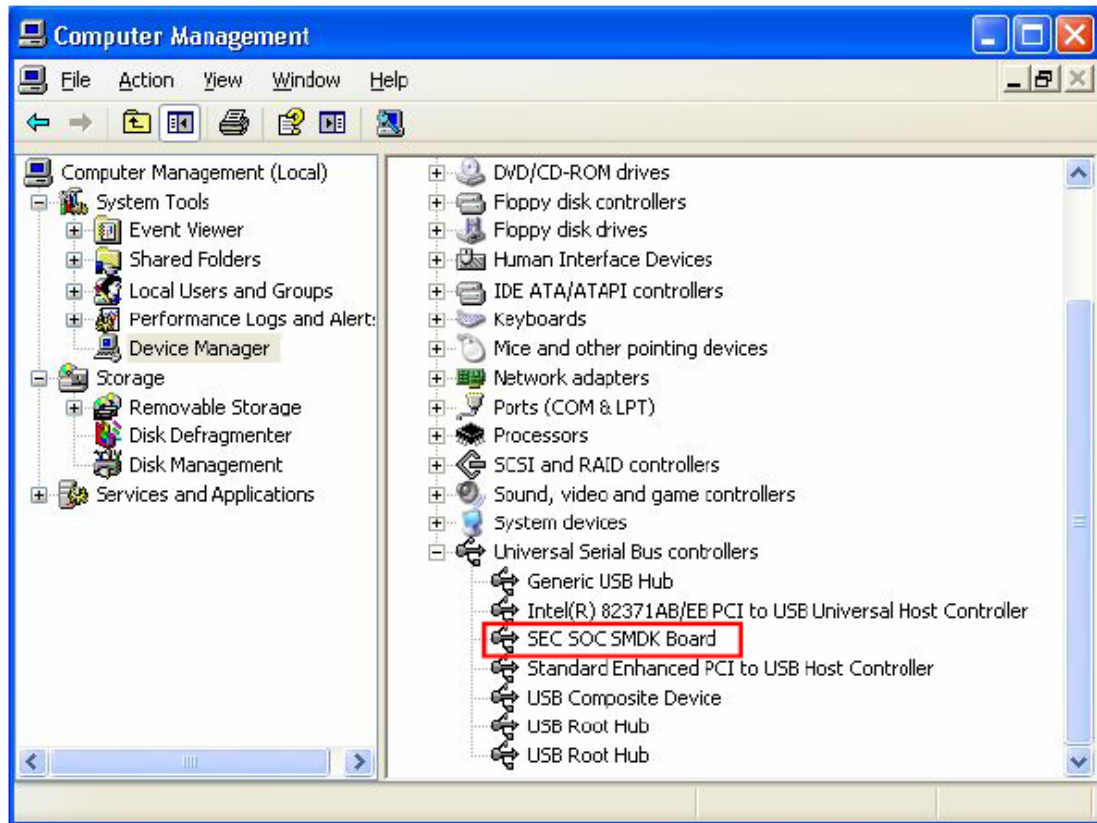 Computer Management
File Action View Window Help
Computer Management (Local)
System Tools
Event Viewer
Shared Folders
Local Users and Groups
Performance Logs and Alert
Device Manager
Storage
Removable Storage
Disk Defragmenter
Disk Management
Services and Applications
DVD/CD-ROM drives
Floppy disk controllers
Floppy disk drives
Human Interface Devices
IDE ATA/ATAPI controllers
Keyboards
Mice and other pointing devices
Network adapters
Ports (COM & LPT)
Processors
SCSI and RAID controllers
Sound, video and game controllers
System devices
Universal Serial Bus controllers
Generic USB Hub
Intel(R) 82371AB/EB PCI to USB Universal Host Controller
SEC SOC SMDK Board
Standard Enhanced PCI to USB Host Controller
USB Composite Device
USB Root Hub
USB Root Hub